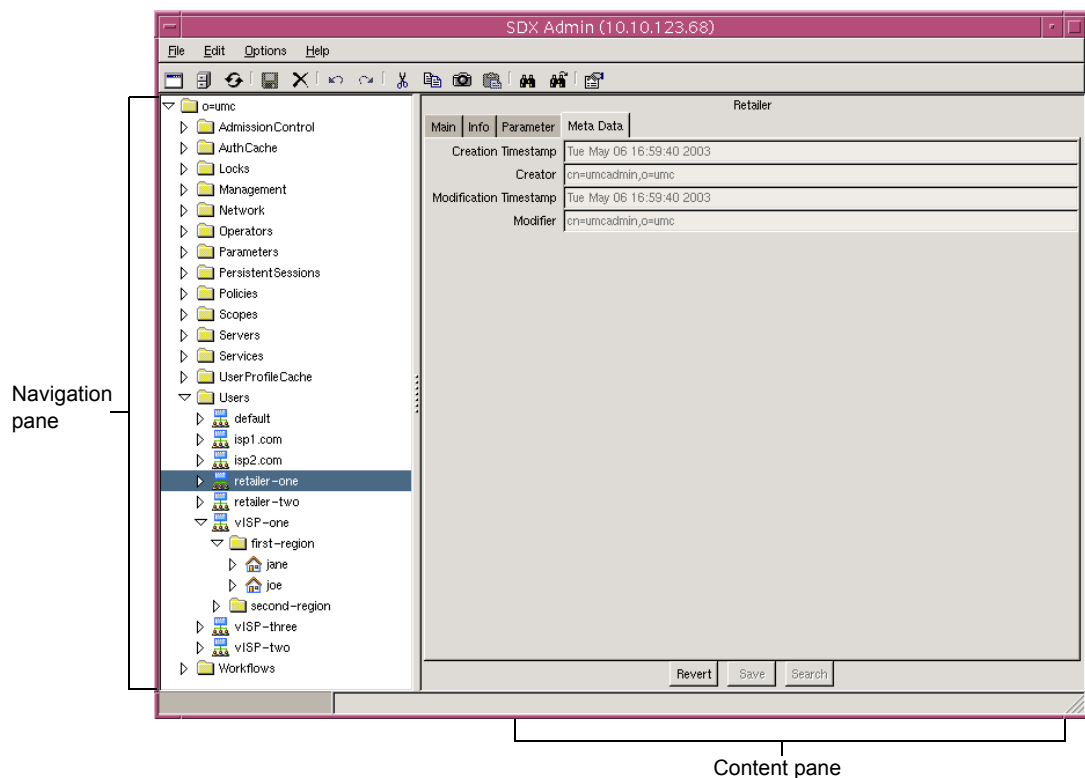 SDX Admin (10.10.123.68)
File Edit Options Help
o=umc
AdmissionControl
AuthCache
Locks
Management
Network
Operators
Parameters
PersistentSessions
Policies
Scopes
Servers
Services
UserProfileCache
Users
default
isp1.com
isp2.com
retailer-one
retailer-two
vISP-one
first-region
jane
joe
second-region
vISP-three
vISP-two
Workflows
Retailer
Main Info Parameter Meta Data
Creation Timestamp Tue May 06 16:59:40 2003
Creator cn=umcadmin,o=umc
Modification Timestamp Tue May 06 16:59:40 2003
Modifier cn=umcadmin,o=umc
Revert Save Search
Navigation
pane
Content pane